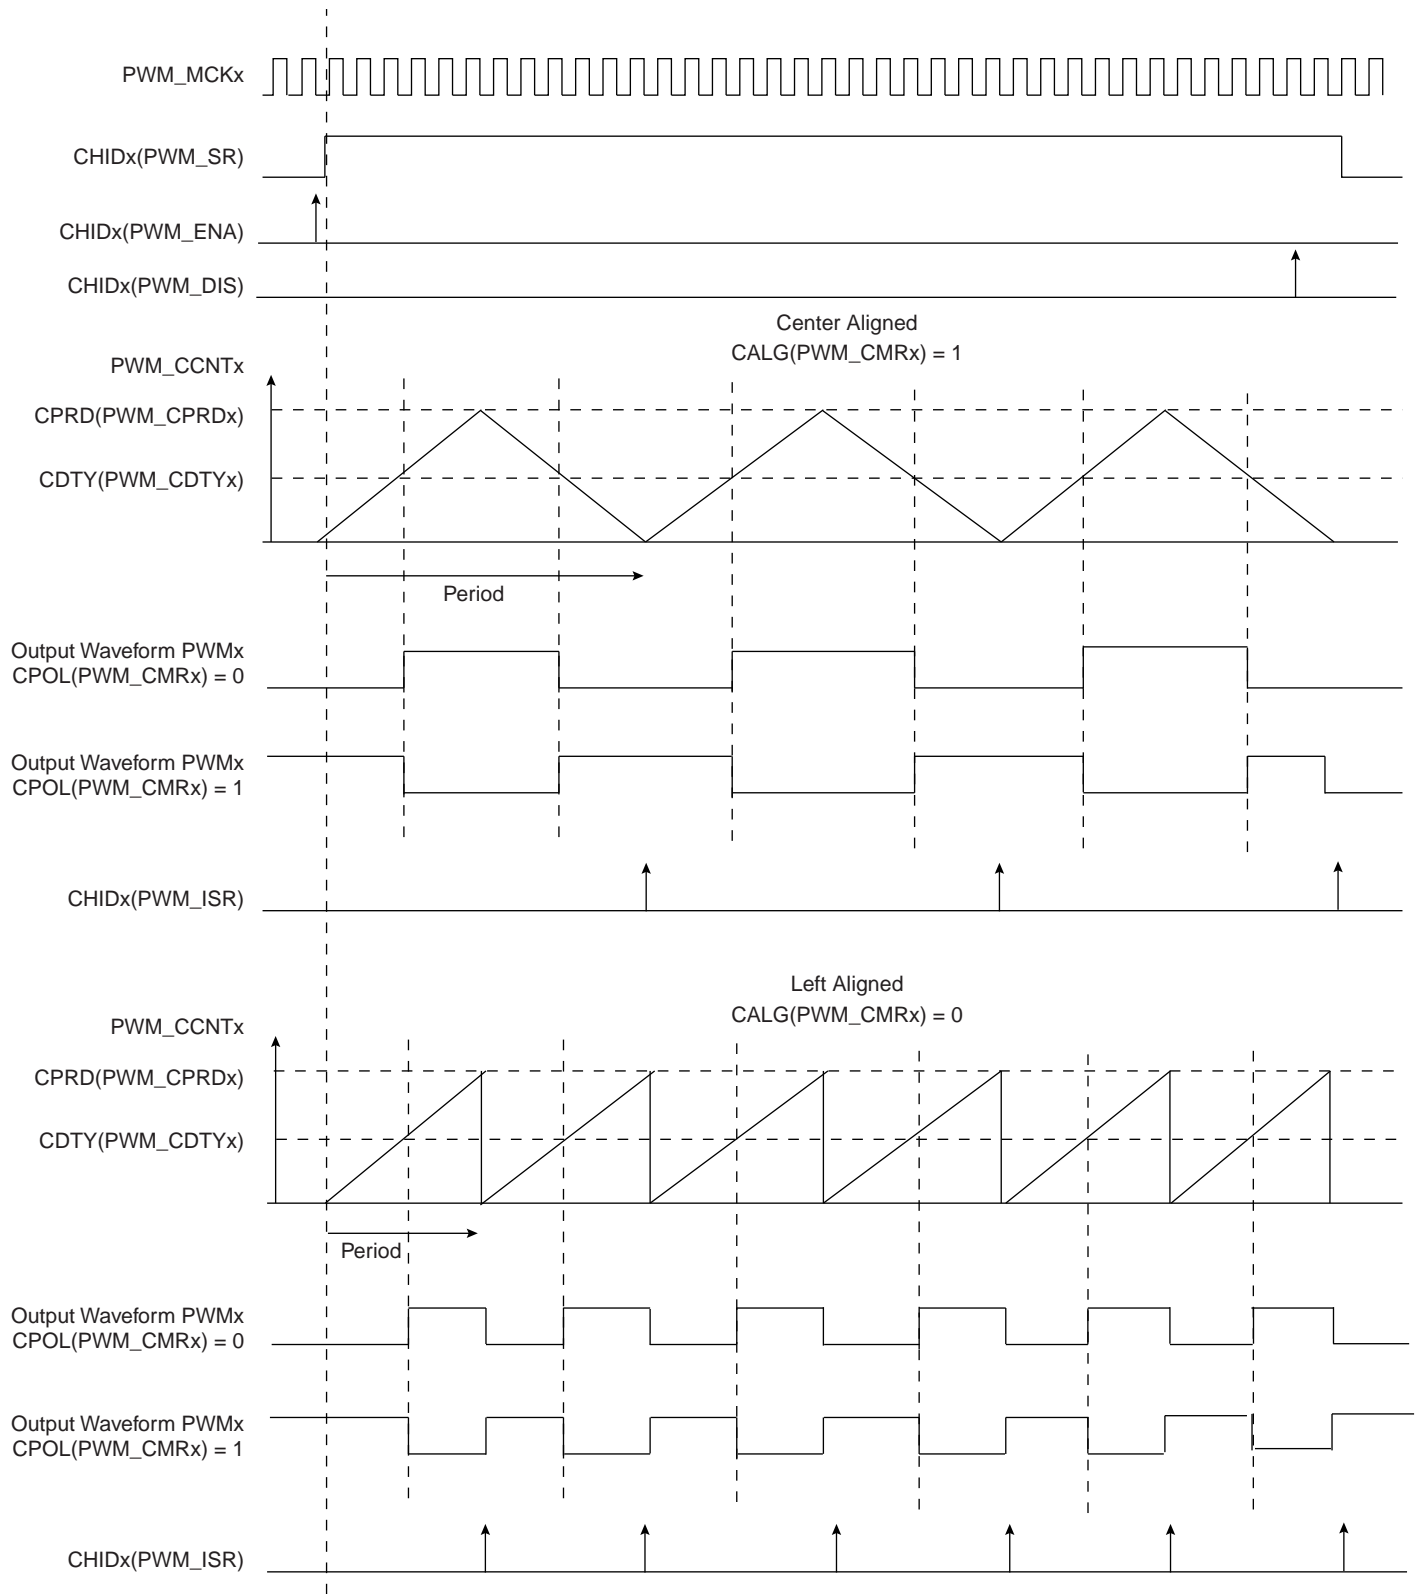 PWM_MCKx
CHIDx(PWM_SR)
CHIDx(PWM_ENA)
CHIDx(PWM_DIS)
Center Aligned
CALG(PWM_CMRx) = 1
PWM_CCNTx
CPRD(PWM_CPRDx)
CDTY(PWM_CDTYx)
Period
Output Waveform PWMx
CPOL(PWM_CMRx) = 0
Output Waveform PWMx
CPOL(PWM_CMRx) = 1
CHIDx(PWM_ISR)
Left Aligned
CALG(PWM_CMRx) = 0
PWM_CCNTx
CPRD(PWM_CPRDx)
CDTY(PWM_CDTYx)
Period
Output Waveform PWMx
CPOL(PWM_CMRx) = 0
Output Waveform PWMx
CPOL(PWM_CMRx) = 1
CHIDx(PWM_ISR)